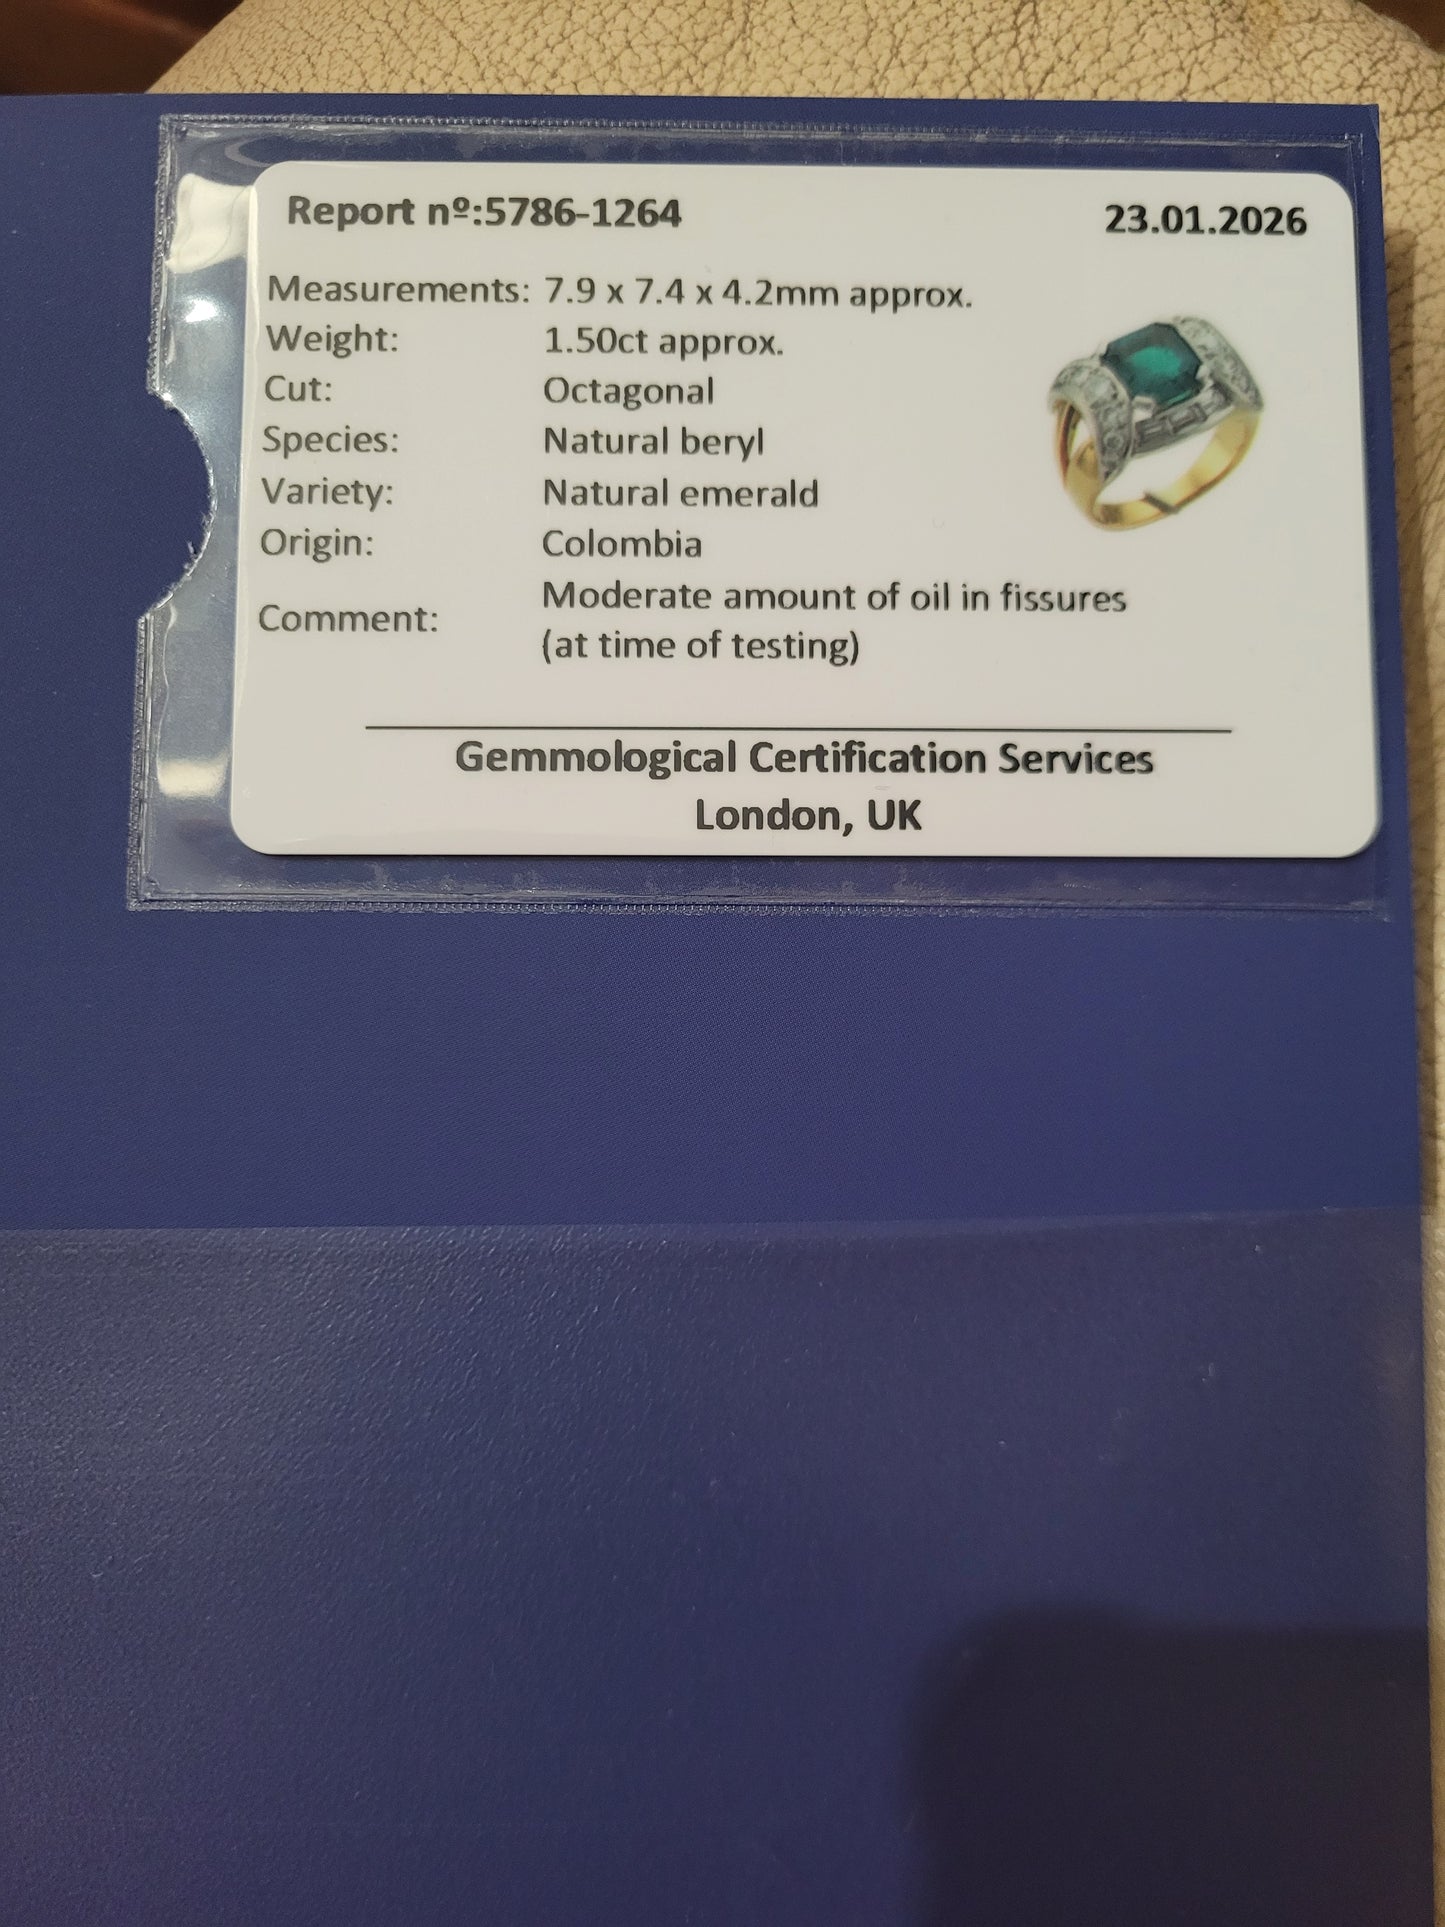 Report nº:5786-1264 23.01.2026
Measurements: 7.9 x 7.4 x 4.2mm approx.
Weight: 1.50ct approx.
Cut: Octagonal
Species: Natural beryl
Variety: Natural emerald
Origin: Colombia
Comment: Moderate amount of oil in fissures
(at time of testing)
Gemmological Certification Services
London, UK